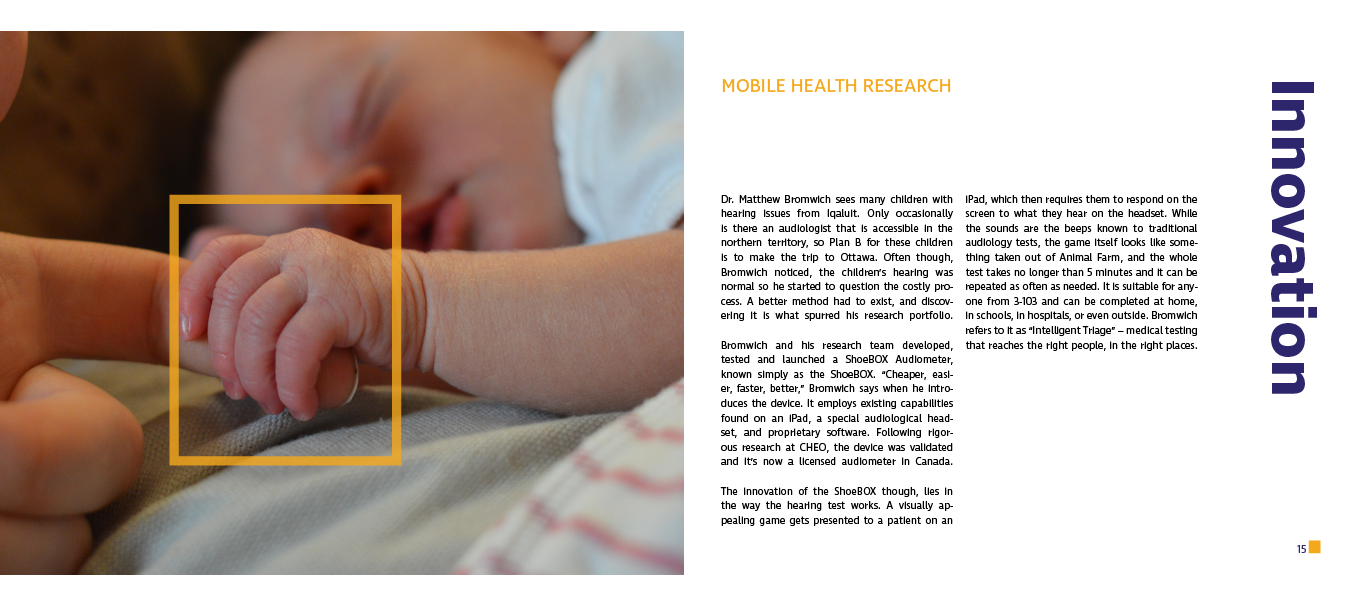 MOBILE HEALTH RESEARCH
Dr. Matthew Bromwich sees many children with
hearing issues from Iqaluit. Only occasionally
is there an audiologist that is accessible in the
northern territory, so Plan B for these children
is to make the trip to Ottawa. Often though,
Bromwich noticed, the children's hearing was
normal so he started to question the costly pro-
cess. A better method had to exist, and discov-
ering it is what spurred his research portfolio.
Bromwich and his research team developed,
tested and launched a ShoeBOX Audiometer,
known simply as the ShoeBOX. “Cheaper, easi-
er, faster, better,” Bromwich says when he intro-
duces the device. It employs existing capabilities
found on an iPad, a special audiological head-
set, and proprietary software. Following rigor-
ous research at CHEO, the device was validated
and it's now a licensed audiometer in Canada.
The innovation of the ShoeBOX though, lies in
the way the hearing test works. A visually ap-
pealing game gets presented to a patient on an
iPad, which then requires them to respond on the
screen to what they hear on the headset. While
the sounds are the beeps known to traditional
audiology tests, the game itself looks like some-
thing taken out of Animal Farm, and the whole
test takes no longer than 5 minutes and it can be
repeated as often as needed. It is suitable for any-
one from 3-103 and can be completed at home,
in schools, in hospitals, or even outside. Bromwich
refers to it as “Intelligent Triage” – medical testing
that reaches the right people, in the right places.
Innovation
15